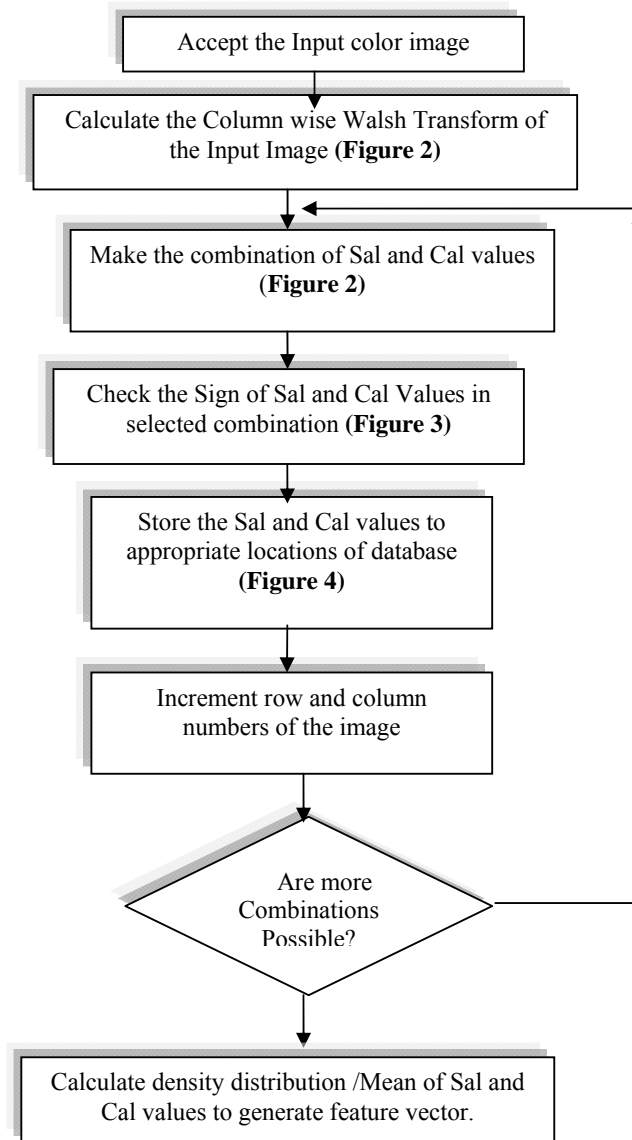 Accept the Input color image
Calculate the Column wise Walsh Transform of
the Input Image (Figure 2)
Make the combination of Sal and Cal values
(Figure 2)
Check the Sign of Sal and Cal Values in
selected combination (Figure 3)
Store the Sal and Cal values to
appropriate locations of database
(Figure 4)
Increment row and column
numbers of the image
Are more
Combinations
Possible?
Calculate density distribution /Mean of Sal and
Cal values to generate feature vector.